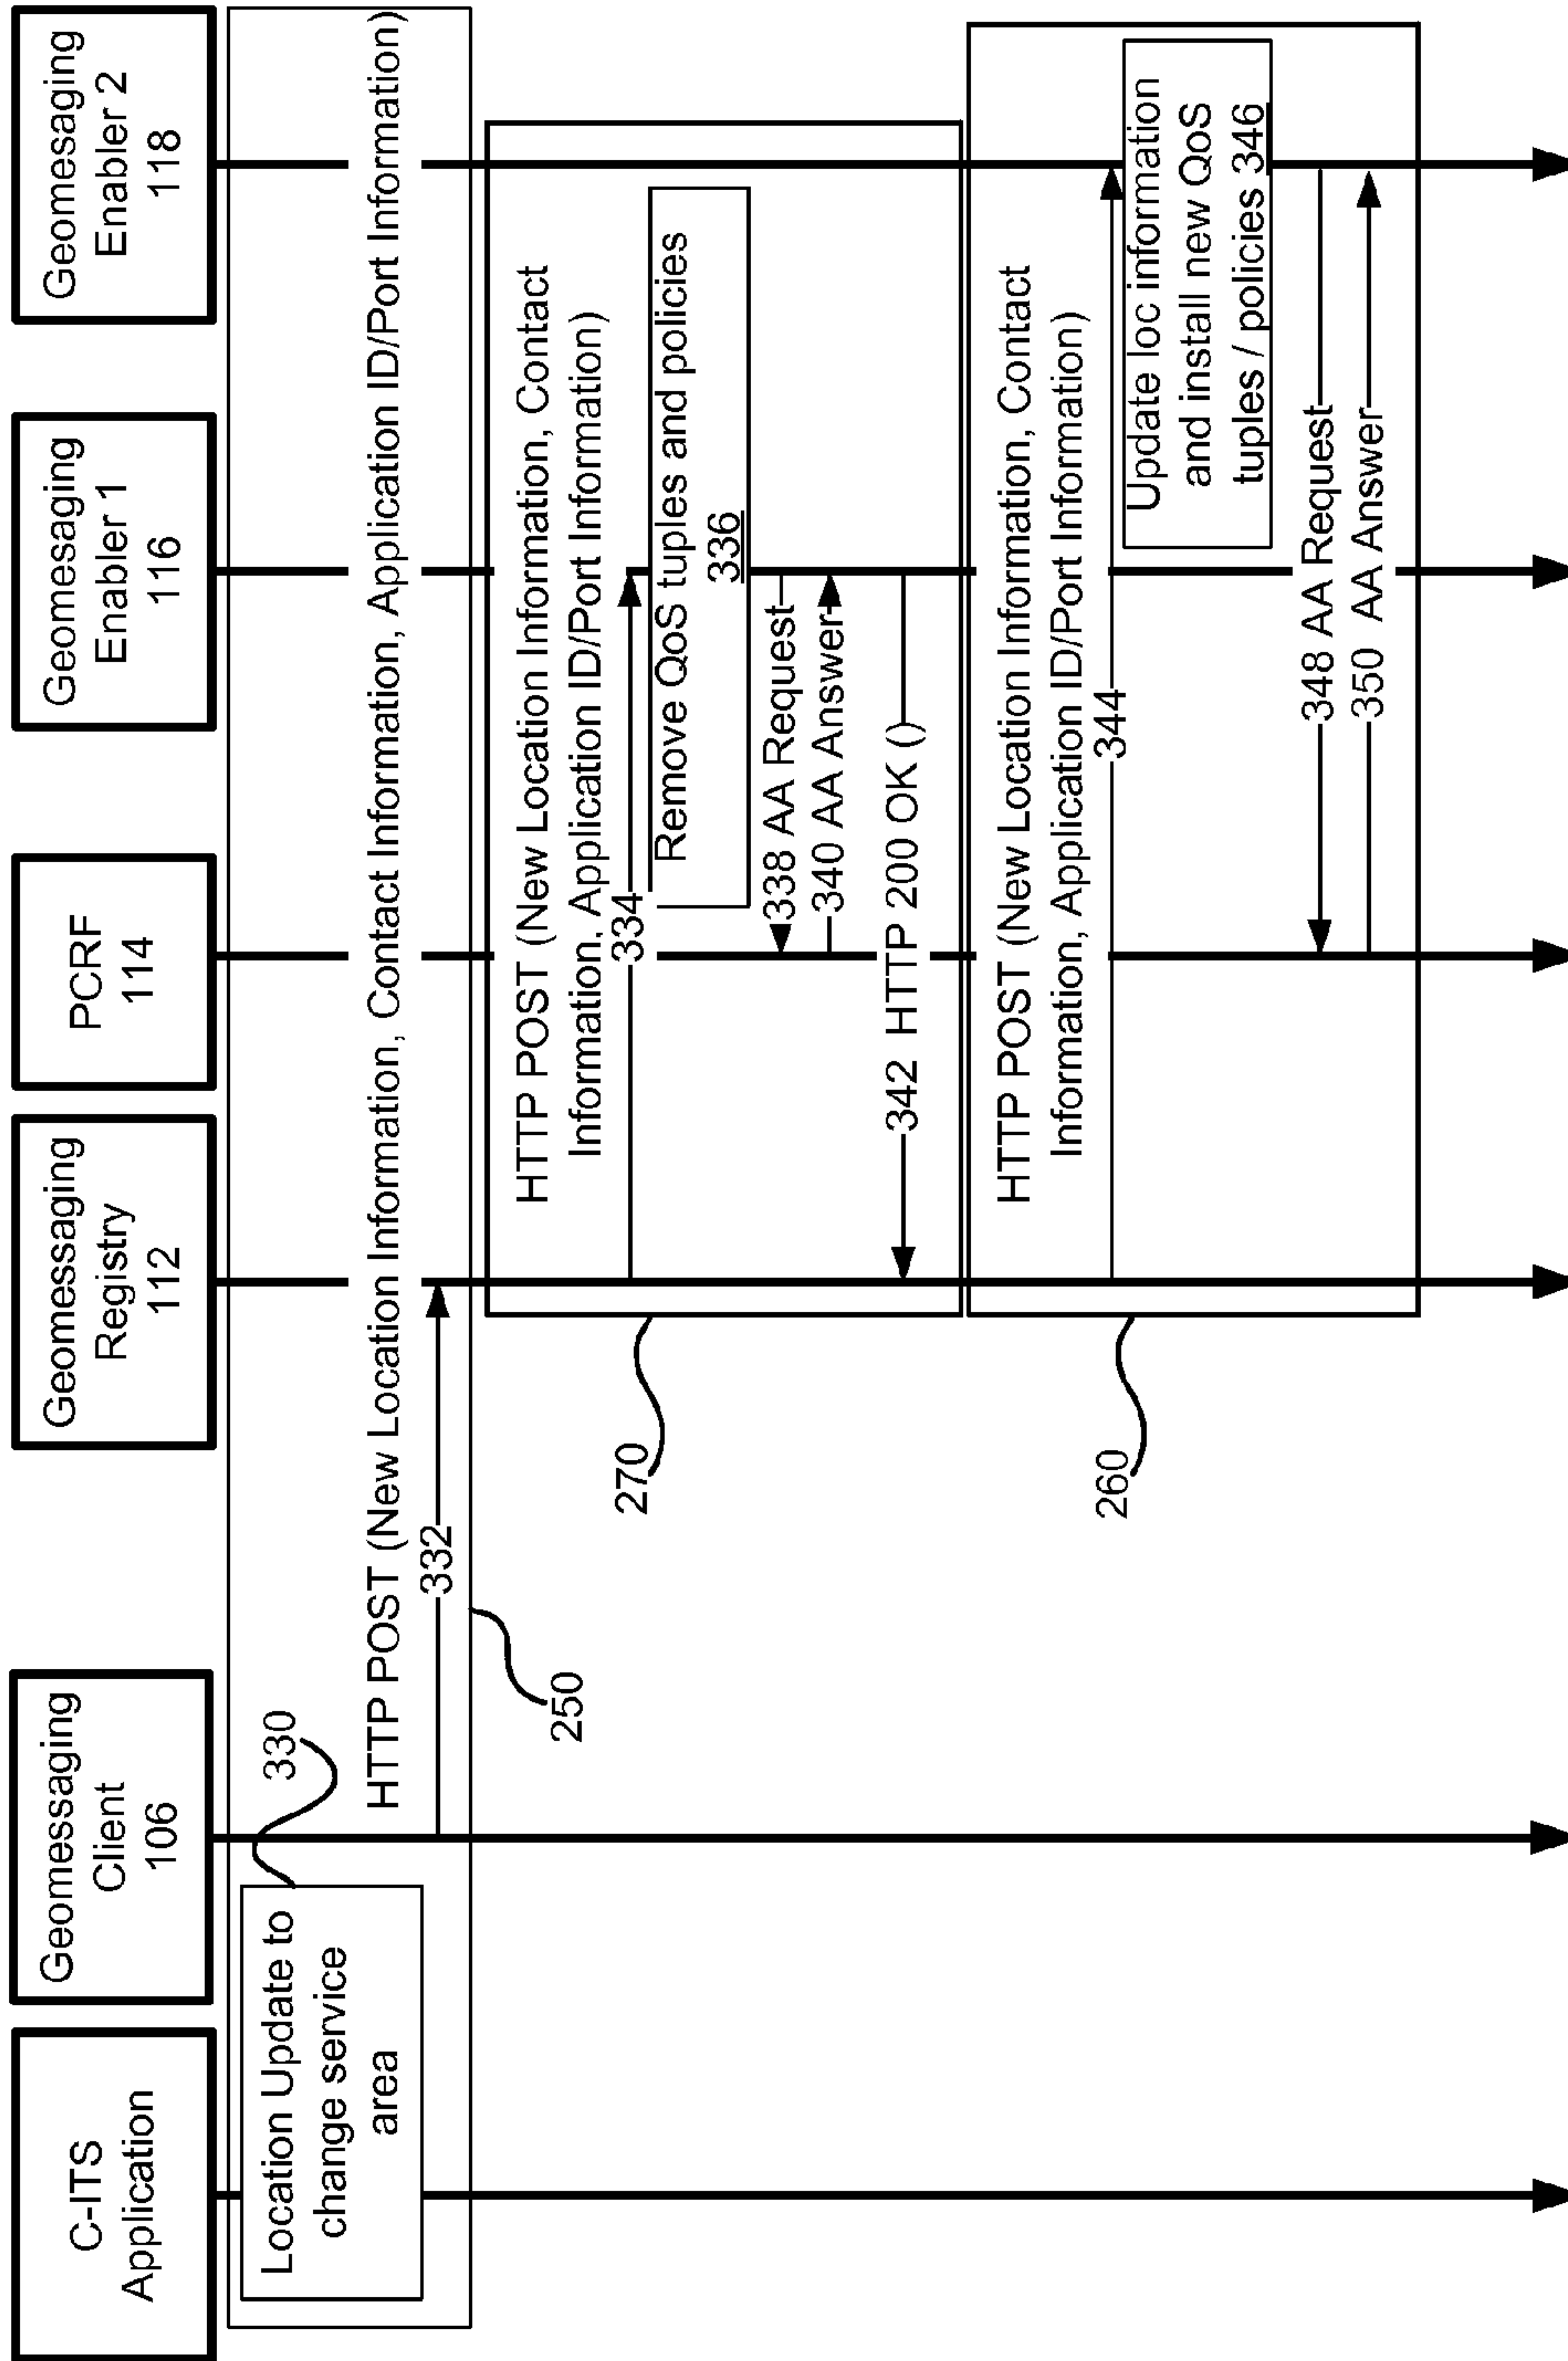 C-ITS
Application
Geomessaging
Client
106
Geomessaging
Registry
112
PCRF
114
Geomesaging
Enabler 1
116
Geomesaging
Enabler 2
118
Location Update to
change service
area
330
HTTP POST (New Location Information, Contact Information, Application ID/Port Information)
332
250
HTTP POST (New Location Information, Contact
Information, Application ID/Port Information)
334
Remove QoS tuples and policies
336
338 AA Request
340 AA Answer
342 HTTP 200 OK ()
270
HTTP POST (New Location Information, Contact
Information, Application ID/Port Information)
344
Update loc information
and install new QoS
tuples / policies 346
348 AA Request
350 AA Answer
260